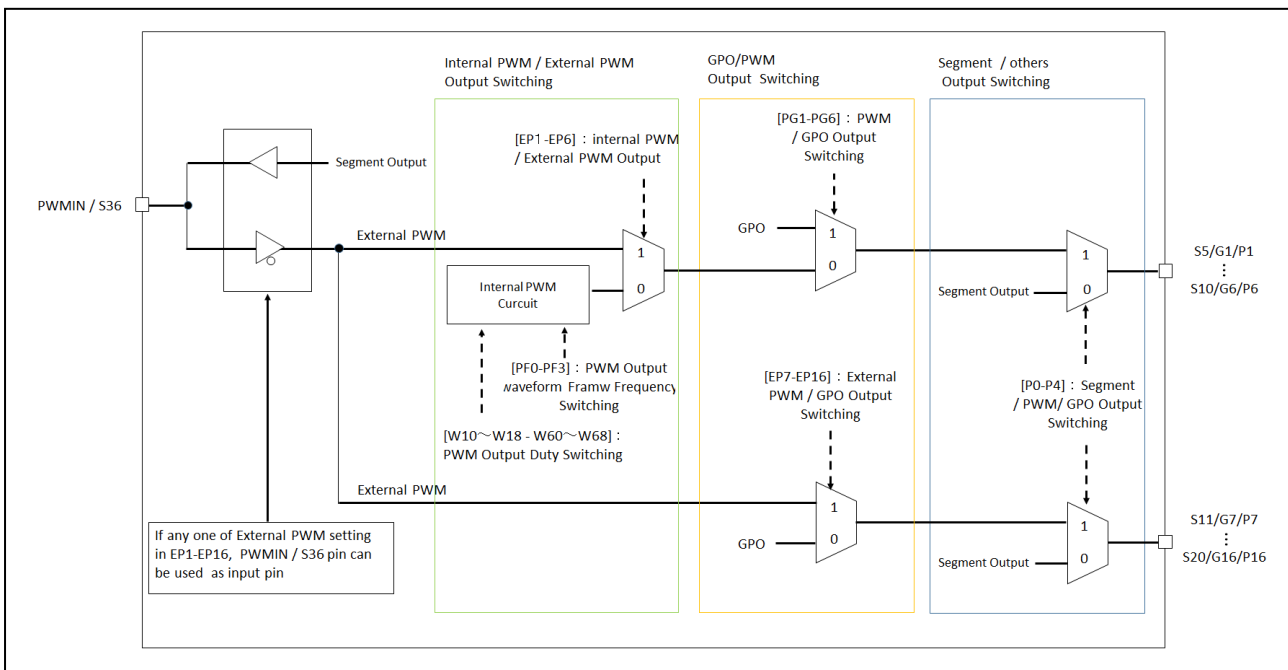 Internal PWM / External PWM
Output Switching
GPO/PWM
Output Switching
Segment / others
Output Switching
[EP1 -EP6]：internal PWM
/ External PWM Output
[PG1-PG6]：PWM
/ GPO Output
Switching
Segment Output
PWMIN / S36
External PWM
1
0
GPO
1
0
1
0
Segment Output
S5/G1/P1
⋮
S10/G6/P6
Internal PWM
Curcuit
[PF0-PF3]：PWM Output
waveform Framw Frequency
Switching
[W10～W18 - W60～W68]：
PWM Output Duty Switching
[EP7-EP16]：External
PWM / GPO Output
Switching
[P0-P4]：Segment
/ PWM/ GPO Output
Switching
External PWM
1
0
GPO
1
0
Segment Output
S11/G7/P7
⋮
S20/G16/P16
If any one of External PWM setting
in EP1-EP16, PWMIN / S36 pin can
be used as input pin